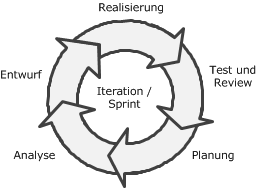 Realisierung
Test und
Review
Entwurf
Iteration /
Sprint
Analyse
Planung